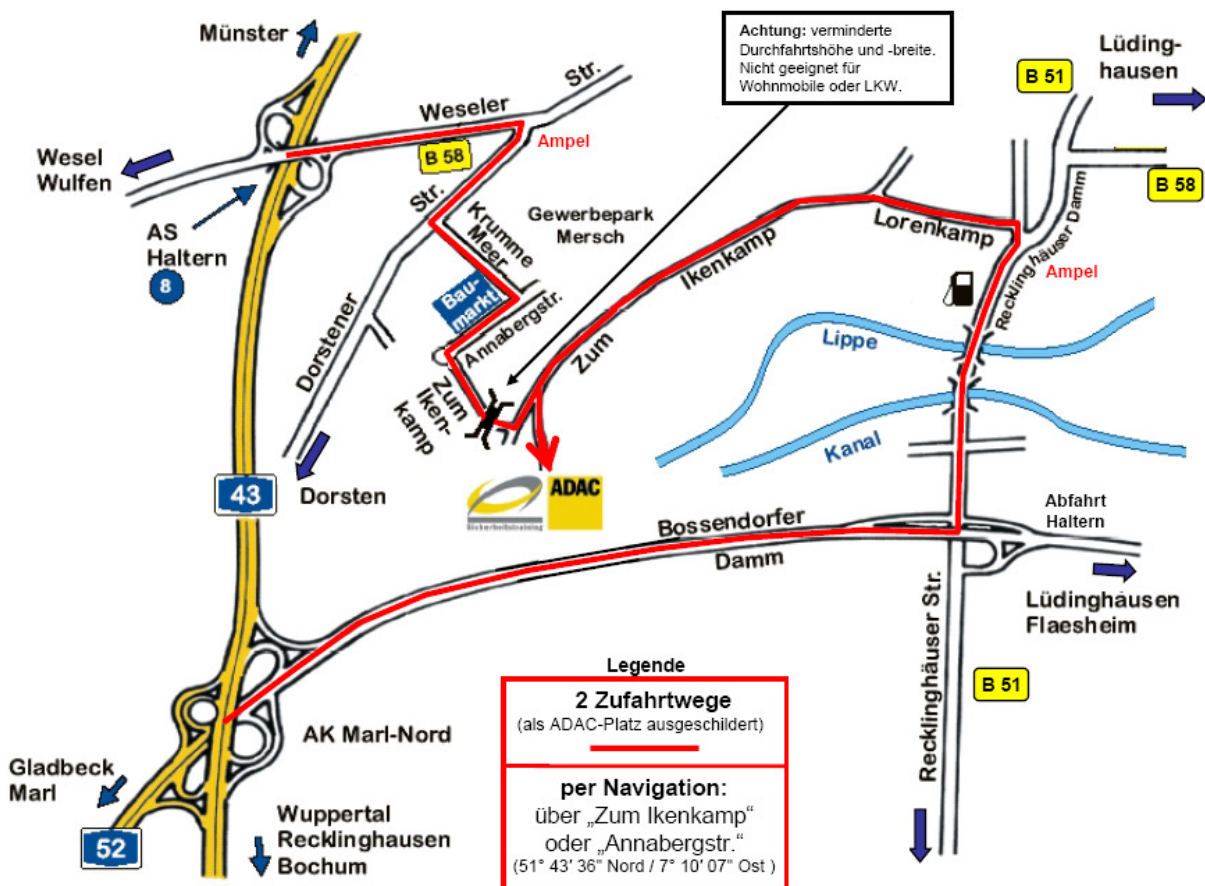 Münster
Achtung: verminderte
Durchfahrtshöhe und -breite.
Nicht geeignet für
Wohnmobile oder LKW.
Lüding-
hausen
B 51
Str.
Weseler
Ampel
B 58
Wesel
Wulfen
B 58
AS
Haltern
8
Str.
Krumme
Meer
Gewerbepark
Mersch
Lorenkamp
Recklinghäuser Damm
Ampel
Ikenkamp
Bau-
markt
Annabergstr.
Dorstener
Zum
Lippe
Zum
Iken-
kamp
Kanal
43
Dorsten
Sicherheitstraining
ADAC
Abfahrt
Haltern
Bossendorfer
Damm
Lüdinghausen
Flaesheim
Recklinghäuser Str.
B 51
Legende
2 Zufahrtwege
(als ADAC-Platz ausgeschildert)
per Navigation:
über „Zum Ikenkamp“
oder „Annabergstr.“
(51° 43' 36" Nord / 7° 10' 07" Ost )
AK Marl-Nord
Gladbeck
Marl
52
Wuppertal
Recklinghausen
Bochum